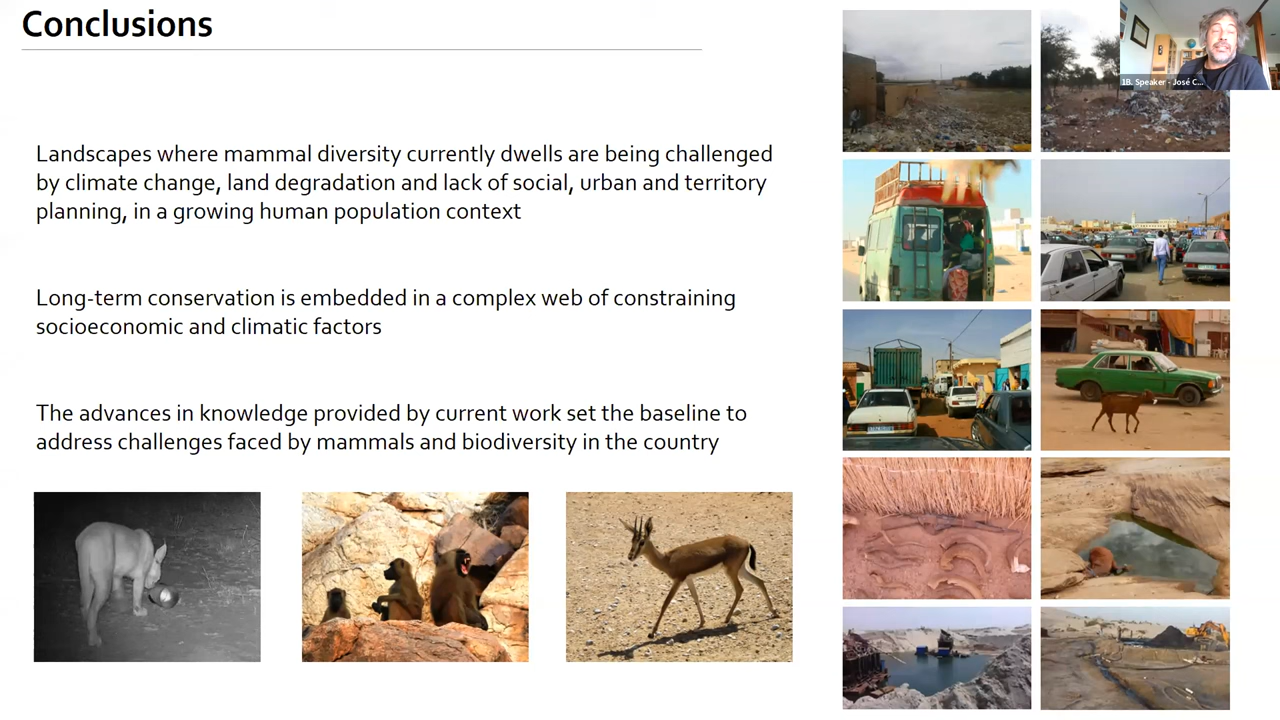 Conclusions
Landscapes where mammal diversity currently dwells are being challenged
by climate change, land degradation and lack of social, urban and territory
planning, in a growing human population context
Long-term conservation is embedded in a complex web of constraining
socioeconomic and climatic factors
The advances in knowledge provided by current work set the baseline to
address challenges faced by mammals and biodiversity in the country
1B. Speaker - José C...